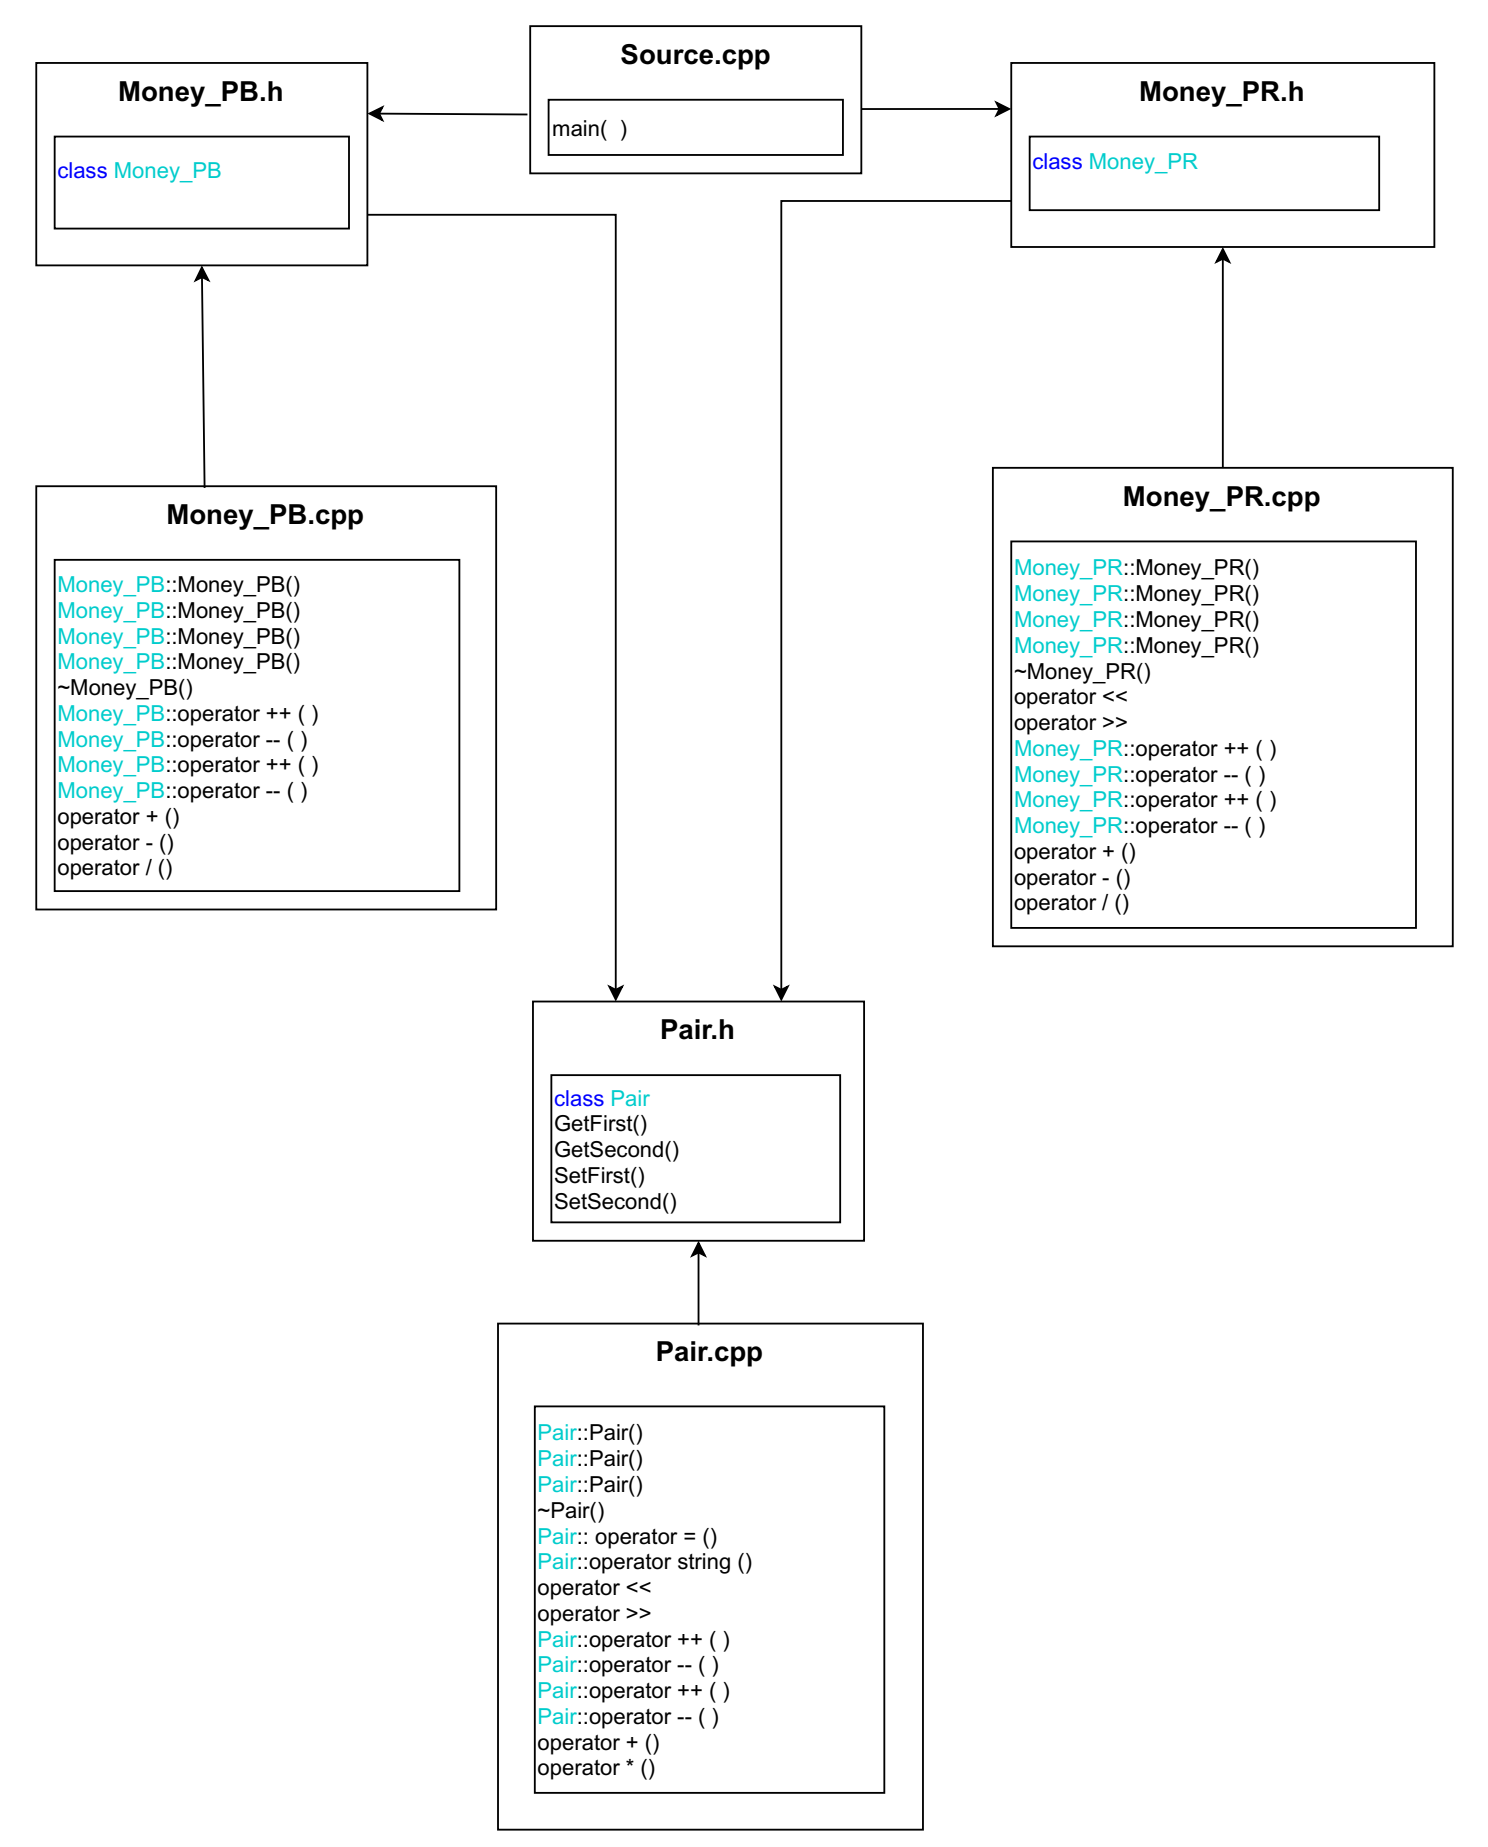 Source.cpp
main(  )
Money_PB.h
class Money_PB
Money_PR.h
class Money_PR
Money_PB.cpp
Money_PB::Money_PB()
Money_PB::Money_PB()
Money_PB::Money_PB()
Money_PB::Money_PB()
~Money_PB()
Money_PB::operator ++ ( )
Money_PB::operator -- ( )
Money_PB::operator ++ ( )
Money_PB::operator -- ( )
operator + ()
operator - ()
operator / ()
Money_PR.cpp
Money_PR::Money_PR()
Money_PR::Money_PR()
Money_PR::Money_PR()
Money_PR::Money_PR()
~Money_PR()
operator <<
operator >>
Money_PR::operator ++ ( )
Money_PR::operator -- ( )
Money_PR::operator ++ ( )
Money_PR::operator -- ( )
operator + ()
operator - ()
operator / ()
Pair.h
class Pair
GetFirst()
GetSecond()
SetFirst()
SetSecond()
Pair.cpp
Pair::Pair()
Pair::Pair()
Pair::Pair()
~Pair()
Pair:: operator = ()
Pair::operator string ()
operator <<
operator >>
Pair::operator ++ ( )
Pair::operator -- ( )
Pair::operator ++ ( )
Pair::operator -- ( )
operator + ()
operator * ()